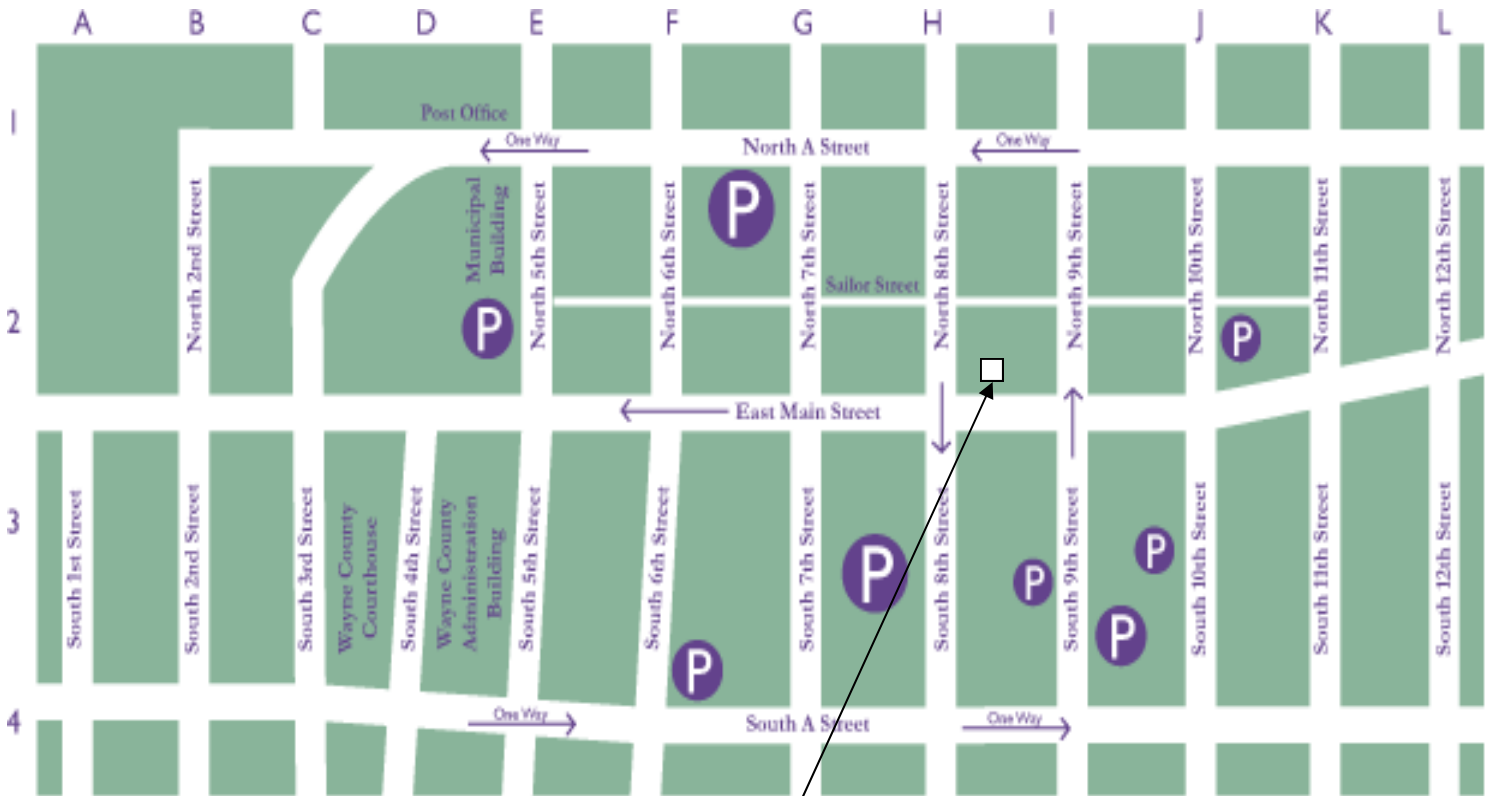 A B C D E F G H I J K L
1
Post Office
One Way
North A Street
One Way
P
North 2nd Street
Municipal
Building
North 5th Street
North 6th Street
North 7th Street
North 8th Street
North 9th Street
North 10th Street
North 11th Street
North 12th Street
Sailor Street
2
P
P
East Main Street
3
South 1st Street
South 2nd Street
South 3rd Street
Wayne County
Courthouse
South 4th Street
Wayne County
Administration
Building
South 5th Street
South 6th Street
South 7th Street
South 8th Street
South 9th Street
South 10th Street
South 11th Street
South 12th Street
P
P
P
P
P
4
One Way
South A Street
One Way